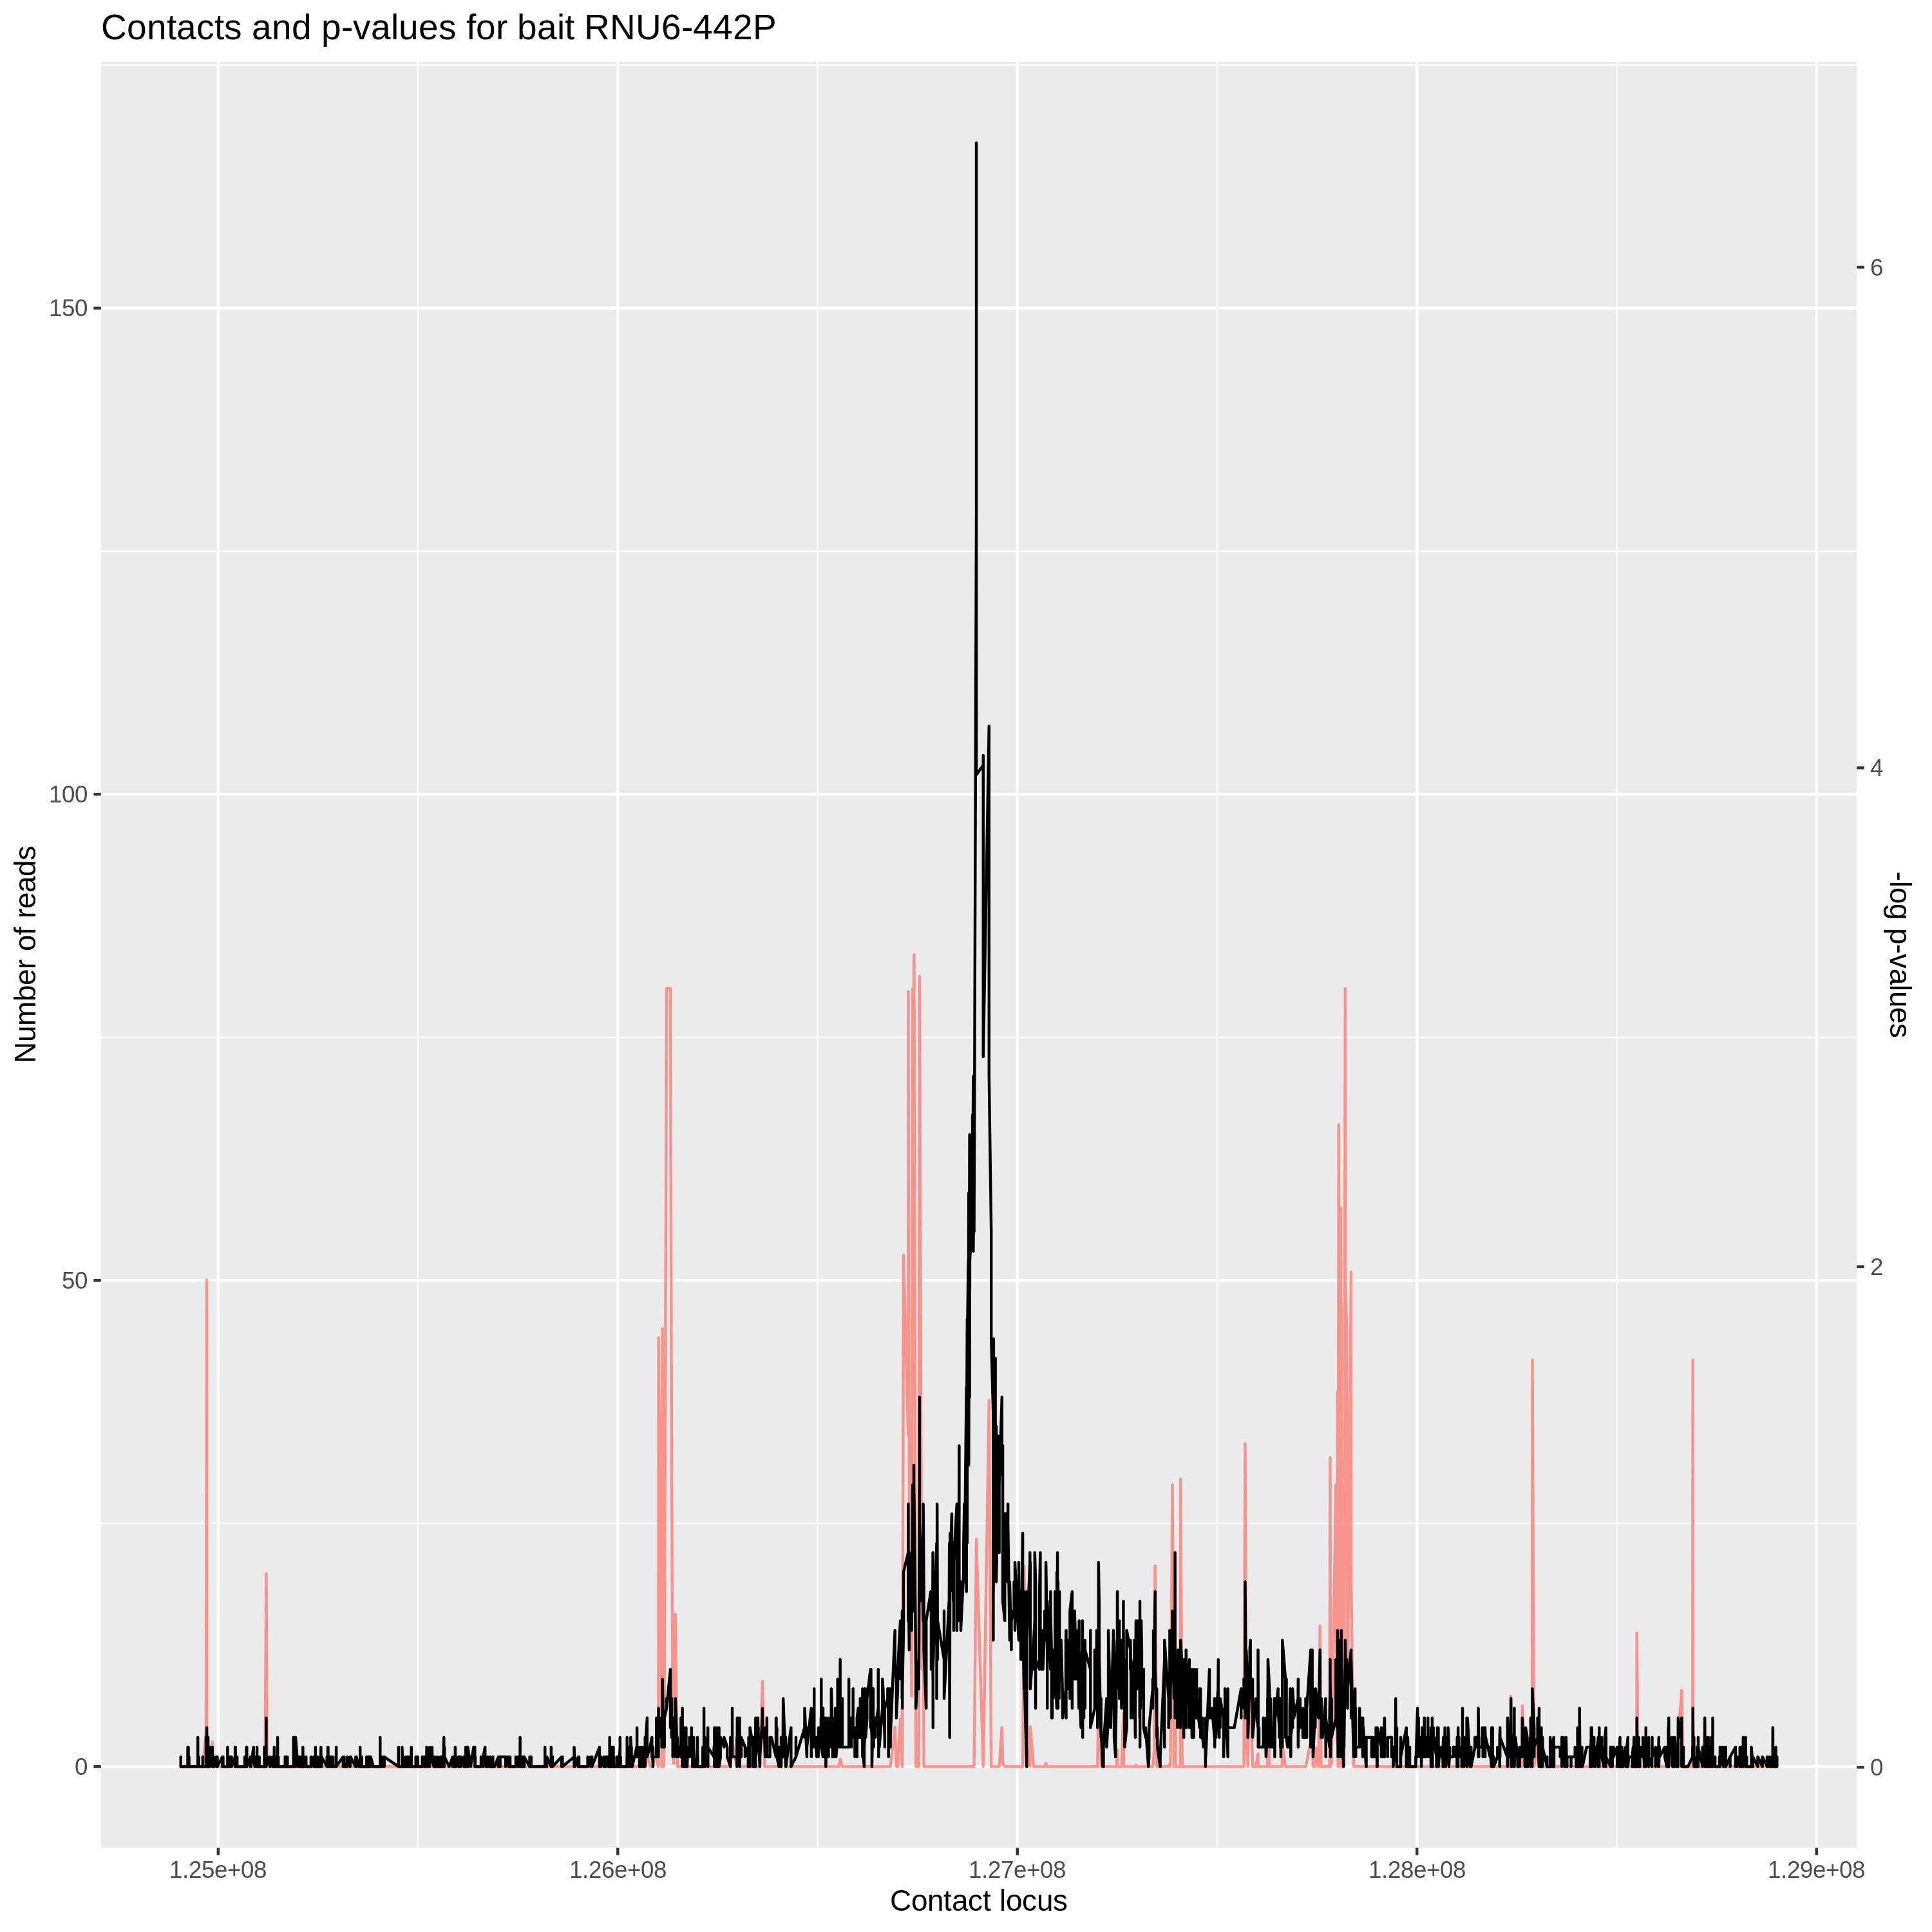 Contacts and p-values for bait RNU6-442P
150
100
50
0
Number of reads
6
4
2
0
-log p-values
1.25e+08
1.26e+08
1.27e+08
1.28e+08
1.29e+08
Contact locus